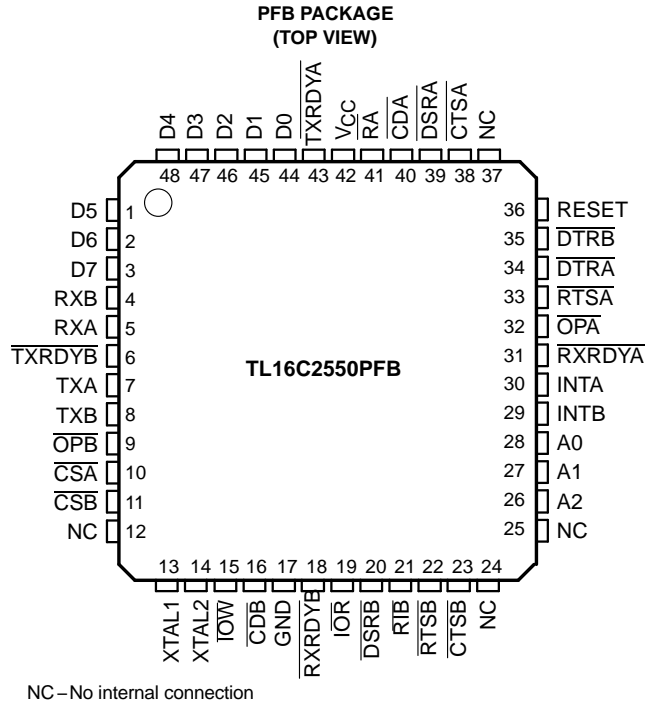 PFB PACKAGE
(TOP VIEW)
D4
D3
D2
D1
D0
TXRDYA
VCC
RA
CDA
DSRA
CTSA
NC
48 47 46 45 44 43 42 41 40 39 38 37
D5 1
D6 2
D7 3
RXB 4
RXA 5
TXRDYB 6
TXA 7
TXB 8
OPB 9
CSA 10
CSB 11
NC 12
TL16C2550PFB
36 RESET
35 DTRB
34 DTRA
33 RTSA
32 OPA
31 RXRDYA
30 INTA
29 INTB
28 A0
27 A1
26 A2
25 NC
13 14 15 16 17 18 19 20 21 22 23 24
XTAL1
XTAL2
IOW
CDB
GND
RXRDYB
IOR
DSRB
RIB
RTSB
CTSB
NC
NC – No internal connection